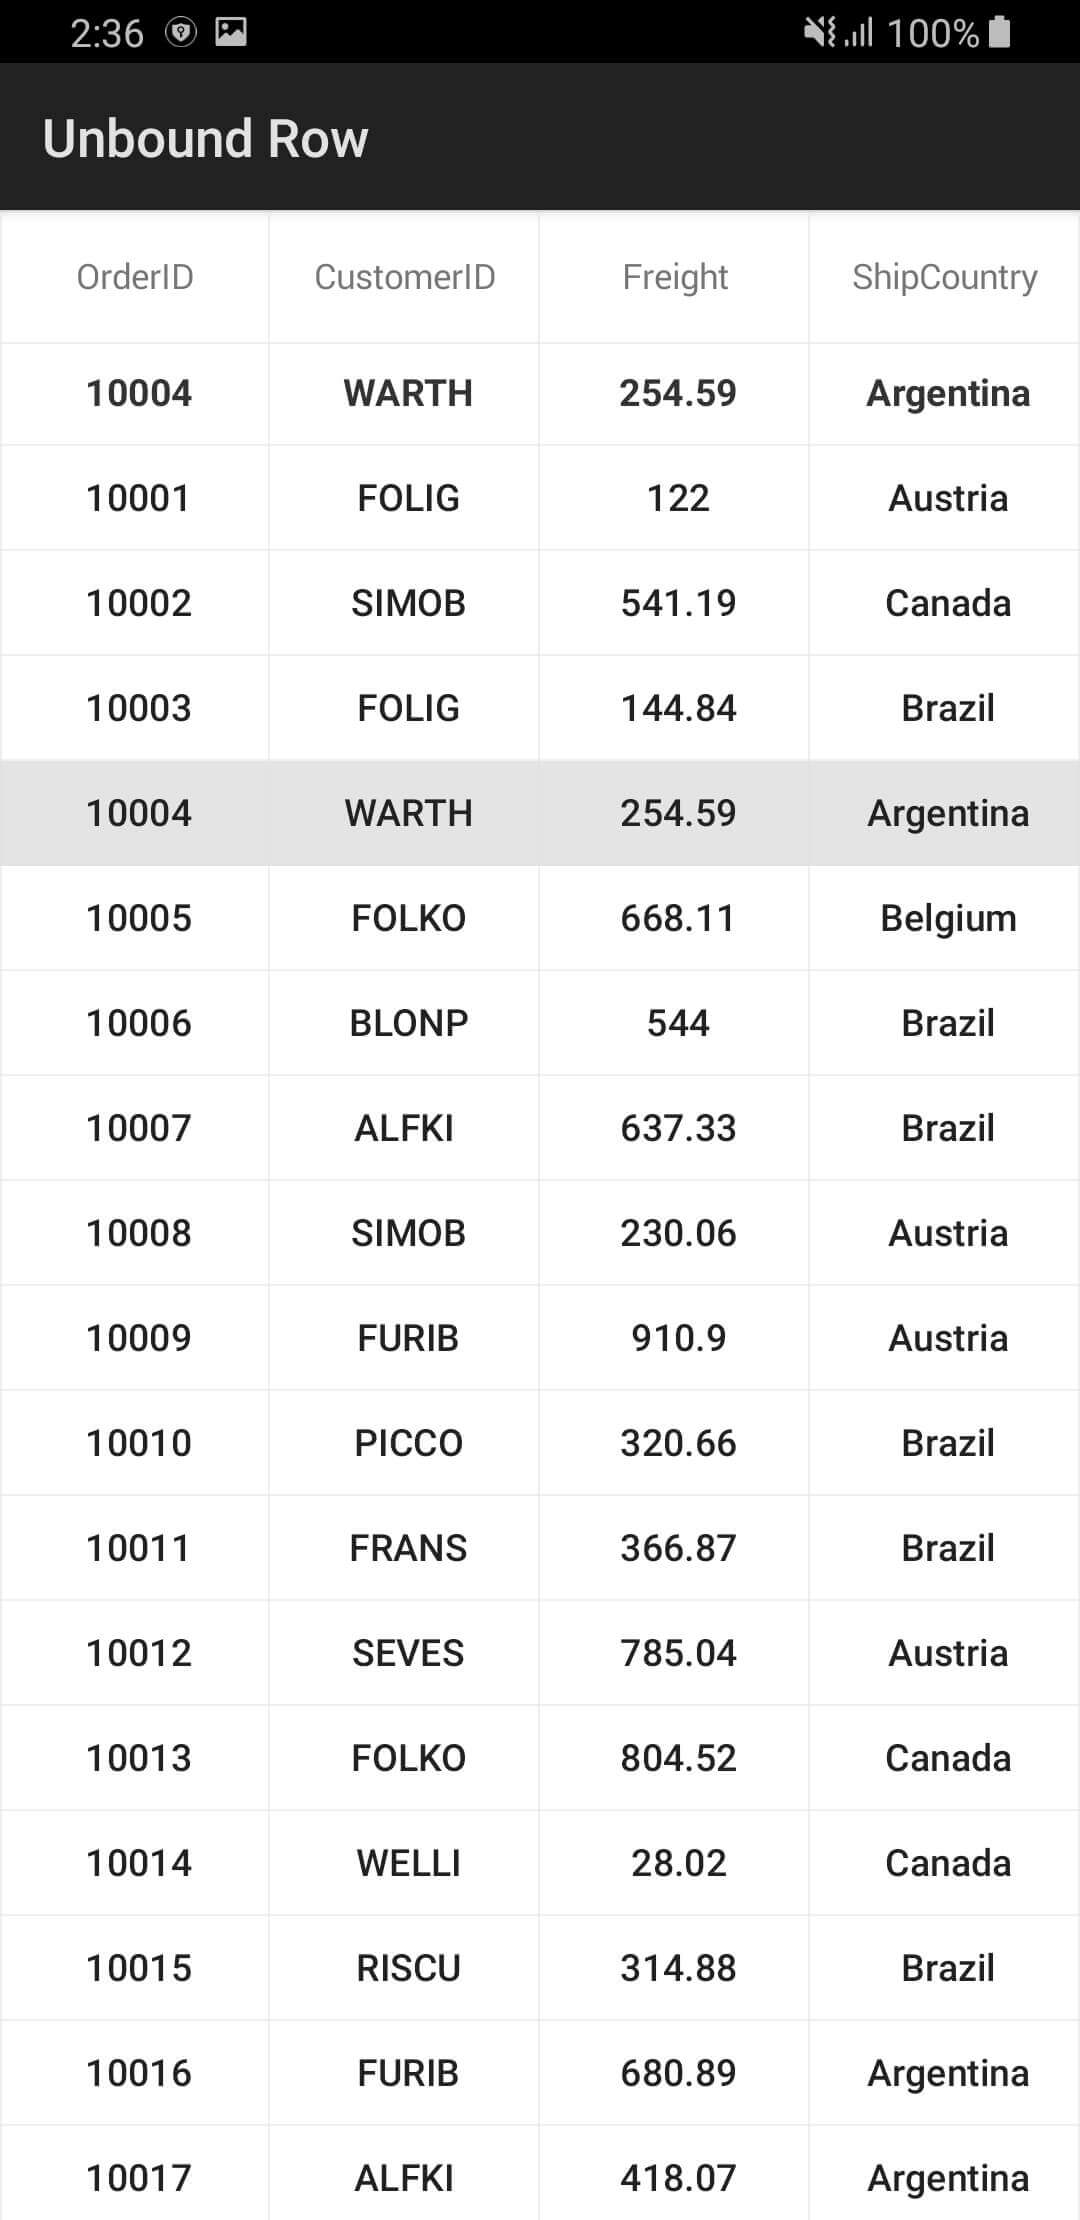 2:36 100%
Unbound Row
OrderID CustomerID Freight ShipCountry
10004 WARTH 254.59 Argentina
10001 FOLIG 122 Austria
10002 SIMOB 541.19 Canada
10003 FOLIG 144.84 Brazil
10004 WARTH 254.59 Argentina
10005 FOLKO 668.11 Belgium
10006 BLONP 544 Brazil
10007 ALFKI 637.33 Brazil
10008 SIMOB 230.06 Austria
10009 FURIB 910.9 Austria
10010 PICCO 320.66 Brazil
10011 FRANS 366.87 Brazil
10012 SEVES 785.04 Austria
10013 FOLKO 804.52 Canada
10014 WELLI 28.02 Canada
10015 RISCU 314.88 Brazil
10016 FURIB 680.89 Argentina
10017 ALFKI 418.07 Argentina